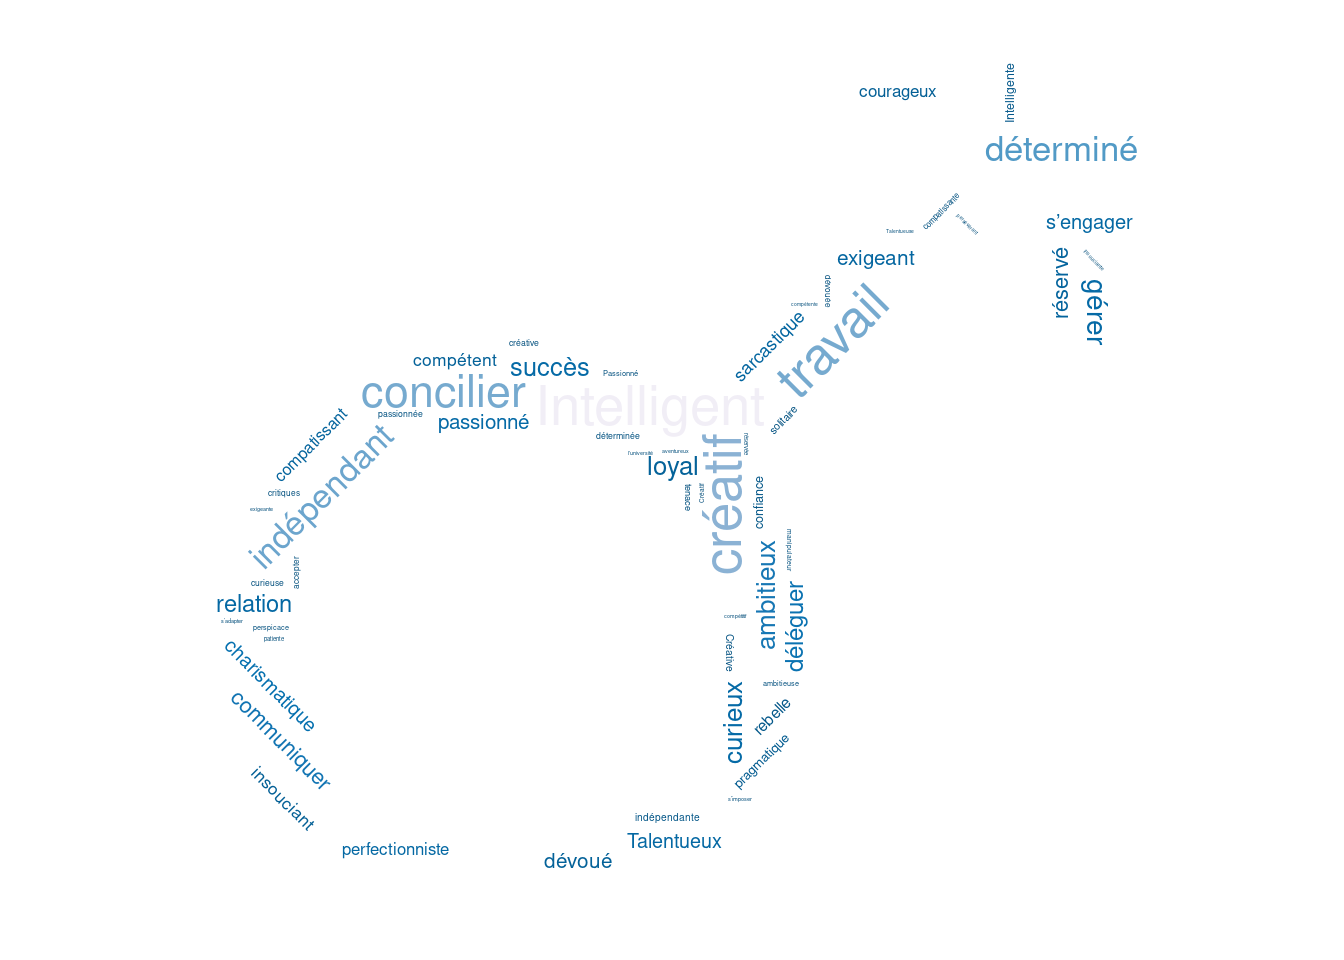 Intelligente
courageux
déterminé
compatissante
s'engager
Talentueuse
exigeant
réservé
gérer
dévouée
compétente
travail
sarcastique
créative
compétent
succès
Passionné
concilier
Intelligent
passionnée
passionné
solitaire
compatissant
déterminée
réservée
indépendant
l'université
aventureux
loyal
créatif
critiques
tenace
Créatif
confiance
exigeante
manipulateur
ambitieux
accepter
curieuse
déléguer
relation
s'adapter
compétitif
perspicace
patiente
Créative
charismatique
ambitieuse
curieux
rebelle
communiquer
pragmatique
insouciant
s'imposer
indépendante
Talentueux
perfectionniste
dévoué